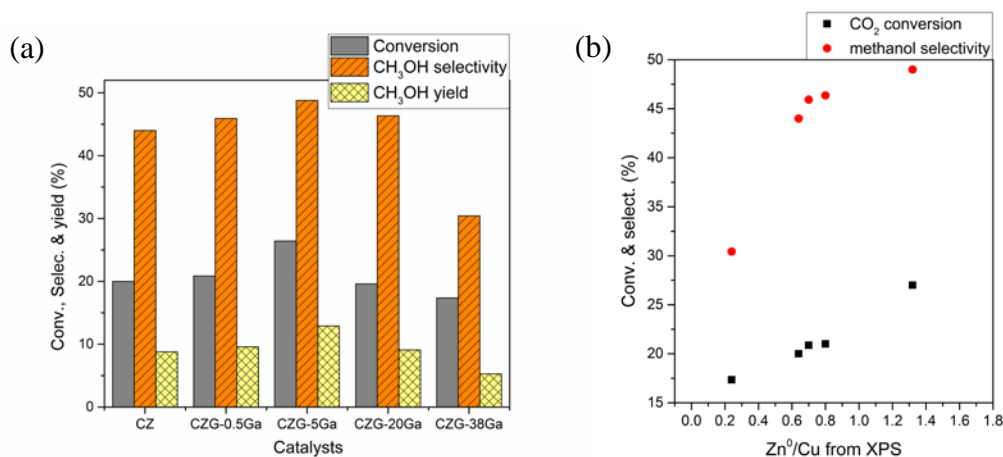 (a)
Conversion
CH₃OH selectivity
CH₃OH yield
Conv., Selec. & yield (%)
50
40
30
20
10
0
CZ CZG-0.5Ga CZG-5Ga CZG-20Ga CZG-38Ga
Catalysts
(b)
CO₂ conversion
methanol selectivity
Conv. & select. (%)
50
45
40
35
30
25
20
15
0.0 0.2 0.4 0.6 0.8 1.0 1.2 1.4 1.6 1.8
Zn⁰/Cu from XPS